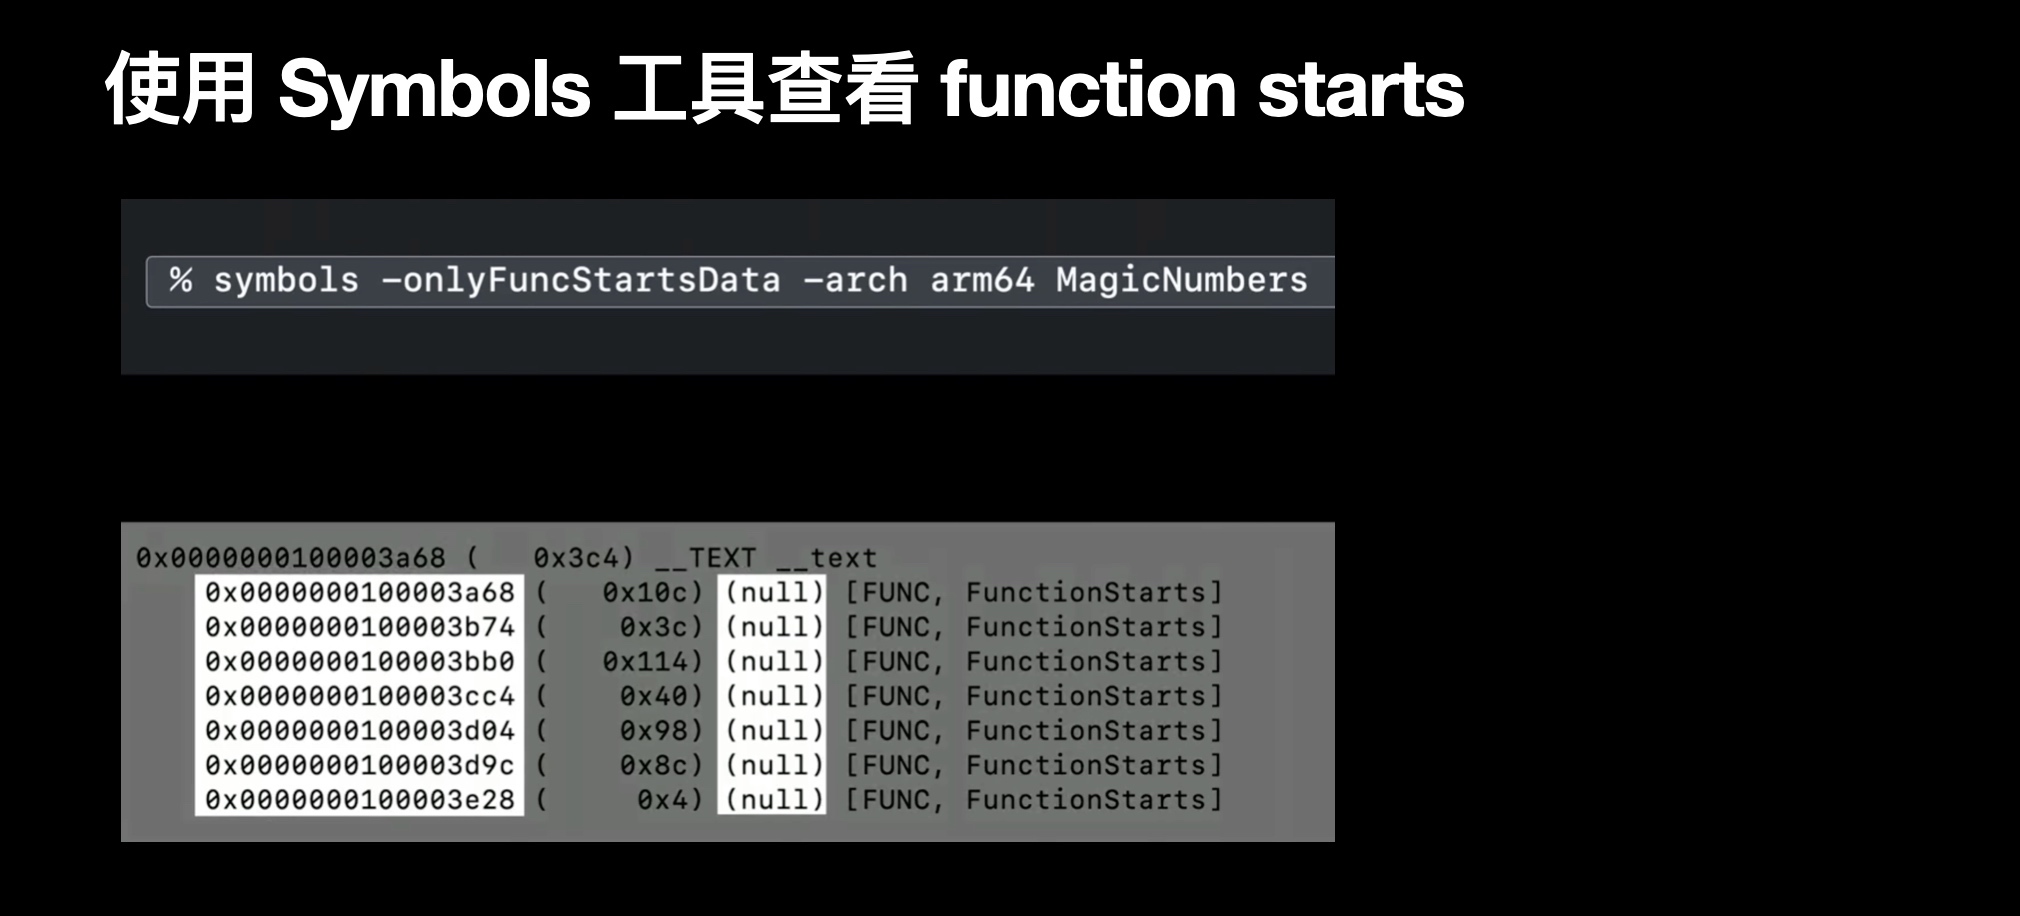 使用 Symbols 工具查看 function starts
% symbols -onlyFuncStartsData -arch arm64 MagicNumbers
0x0000000100003a68 (   0x3c4) __TEXT __text
0x0000000100003a68 (   0x10c) (null) [FUNC, FunctionStarts]
0x0000000100003b74 (    0x3c) (null) [FUNC, FunctionStarts]
0x0000000100003bb0 (   0x114) (null) [FUNC, FunctionStarts]
0x0000000100003cc4 (    0x40) (null) [FUNC, FunctionStarts]
0x0000000100003d04 (    0x98) (null) [FUNC, FunctionStarts]
0x0000000100003d9c (    0x8c) (null) [FUNC, FunctionStarts]
0x0000000100003e28 (     0x4) (null) [FUNC, FunctionStarts]